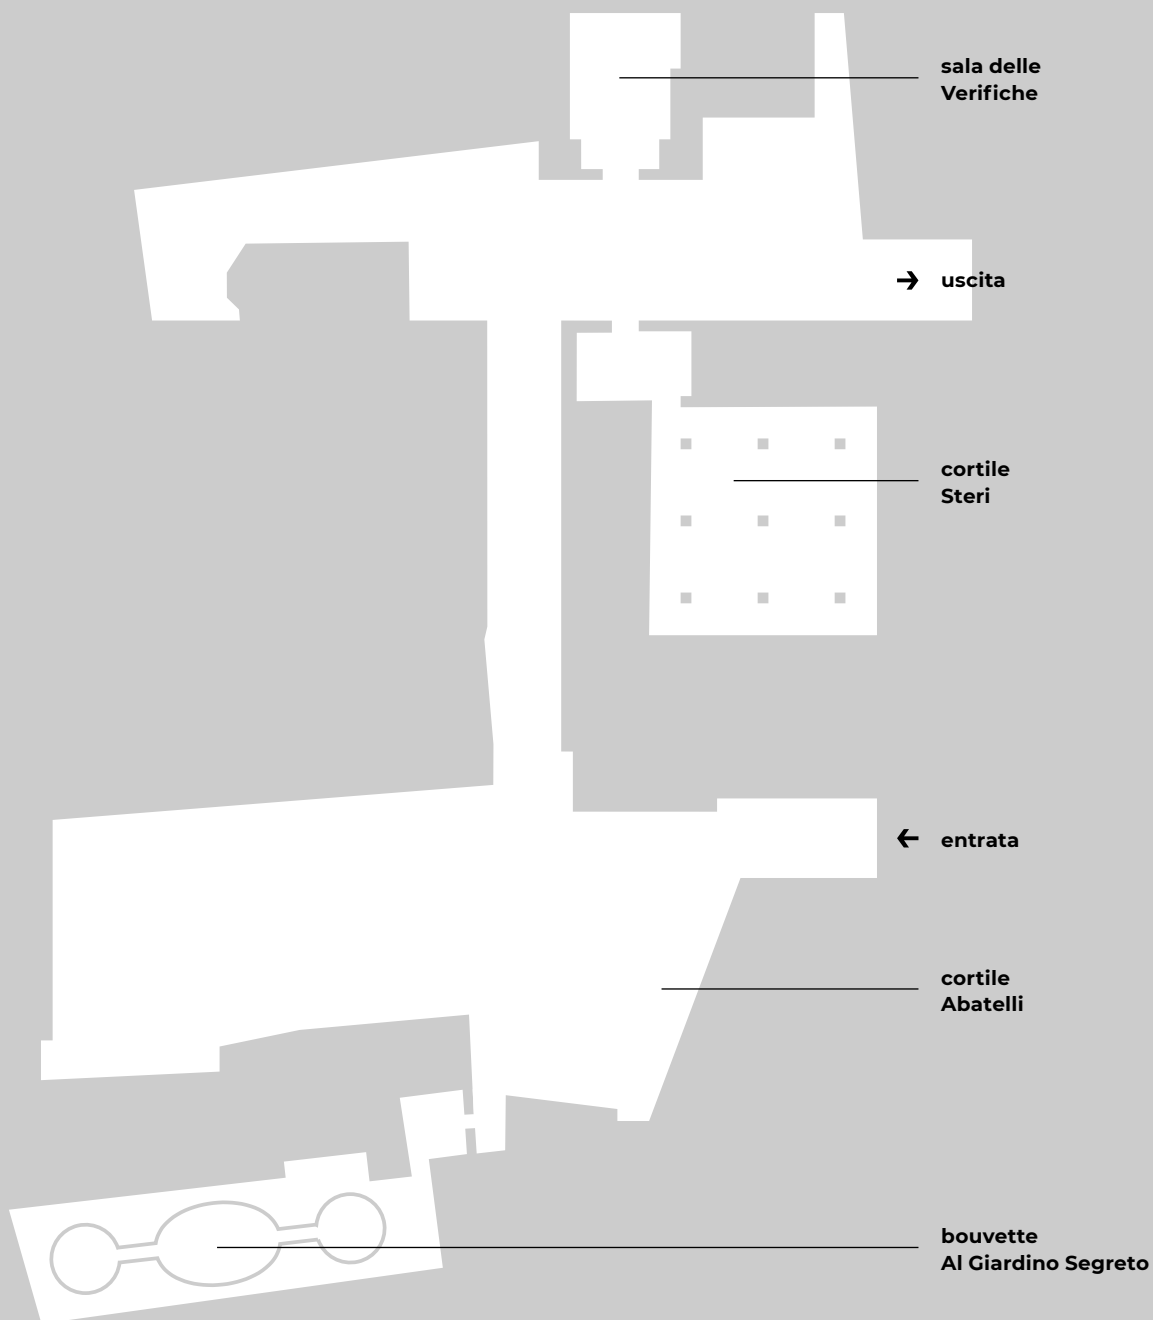 sala delle
Verifiche
uscita
cortile
Steri
entrata
cortile
Abatelli
bouvette
Al Giardino Segreto